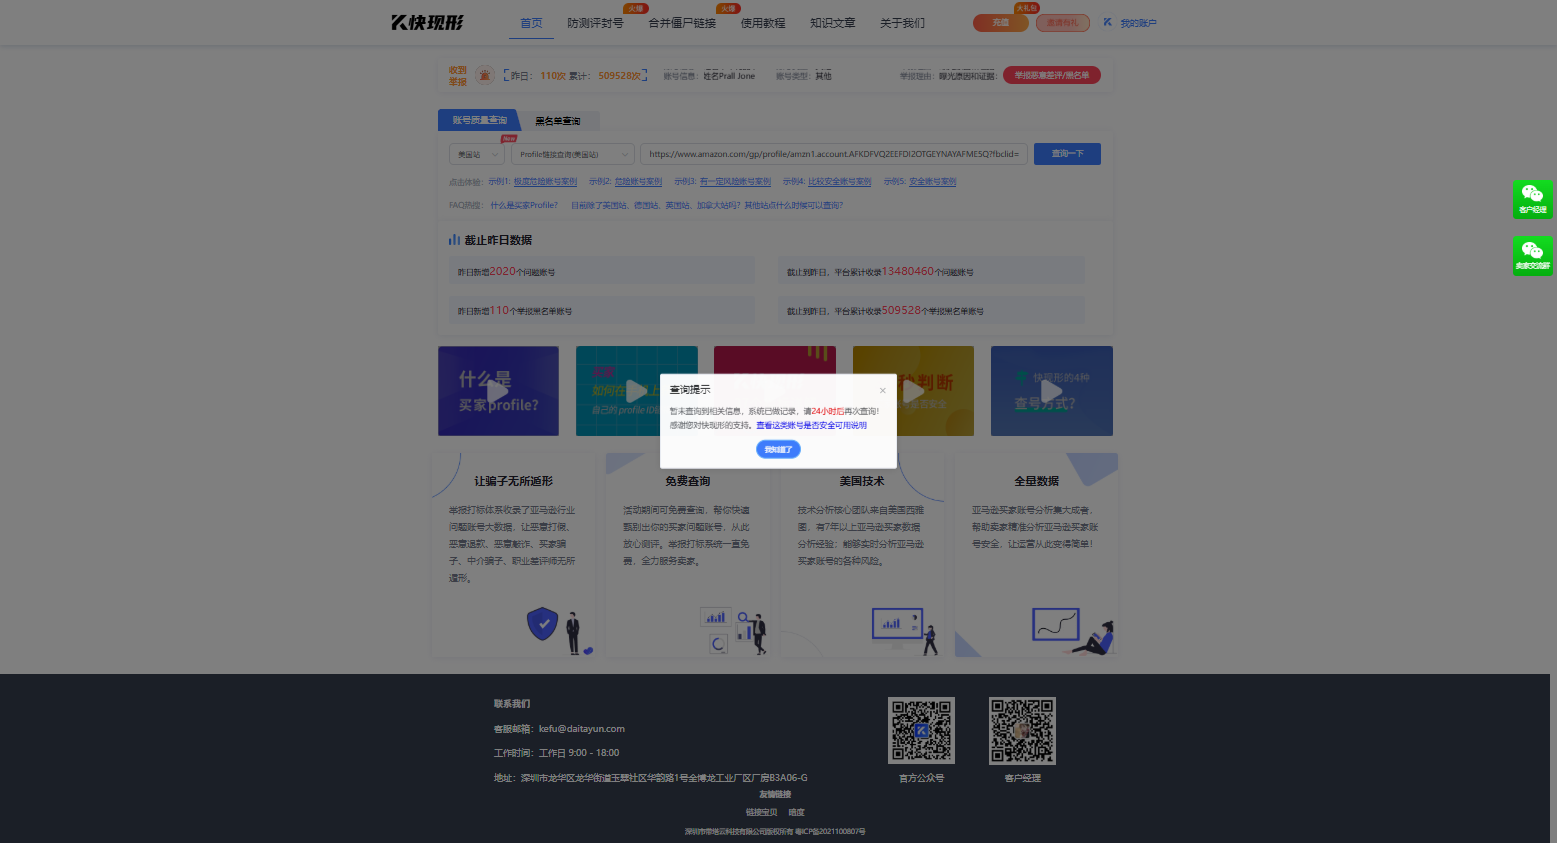 快现形
首页
防测评封号
火爆
合并僵尸链接
火爆
使用教程
知识文章
关于我们
充值
大礼包
邀请有礼
我的账户
收到
举报
昨日： 110次 累计： 509528次
账号信息： 姓名Prall Jone
账号类型： 其他
举报理由： 曝光原因和证据：
举报恶意差评/黑名单
账号质量查询
黑名单查询
New
美国站
Profile链接查询(美国站)
https://www.amazon.com/gp/profile/amzn1.account.AFKDFVQ2EEFDI2OTGEYNAYAFME5Q?fbclid=
查询一下
点击体验： 示例1: 极度危险账号案例 示例2: 危险账号案例 示例3: 有一定风险账号案例 示例4: 比较安全账号案例 示例5: 安全账号案例
FAQ热搜： 什么是买家Profile? 目前除了美国站、德国站、英国站、加拿大站吗？其他站点什么时候可以查询?
客户经理
卖家交流群
截止昨日数据
昨日新增2020个问题账号
截止到昨日，平台累计收录13480460个问题账号
昨日新增110个举报黑名单账号
截止到昨日，平台累计收录509528个举报黑名单账号
什么是
买家profile?
如何在
上
自己的 profile ID
种判断
号是否安全
快现形的4种
查号方式?
查询提示
×
暂未查询到相关信息，系统已做记录，请24小时后再次查询！
感谢您对快现形的支持。查看这类账号是否安全可用说明
我知道了
让骗子无所遁形
举报打标体系收录了亚马逊行业
问题账号大数据，让恶意打假、
恶意退款、恶意敲诈、买家骗
子、中介骗子、职业差评师无所
遁形。
免费查询
活动期间可免费查询，帮你快速
甄别出你的买家问题账号，从此
放心测评。举报打标系统一直免
费，全力服务卖家。
美国技术
技术分析核心团队来自美国西雅
图，有7年以上亚马逊买家数据
分析经验；能够实时分析亚马逊
买家账号的各种风险。
全量数据
亚马逊买家账号分析集大成者，
帮助卖家精准分析亚马逊买家账
号安全，让运营从此变得简单！
联系我们
客服邮箱：kefu@daitayun.com
工作时间：工作日 9:00 - 18:00
地址：深圳市龙华区龙华街道玉翠社区华韵路1号全博龙工业厂区厂房B3A06-G
官方公众号
客户经理
友情链接
链接宝贝 暗度
深圳市带塔云科技有限公司版权所有 粤ICP备2021100807号